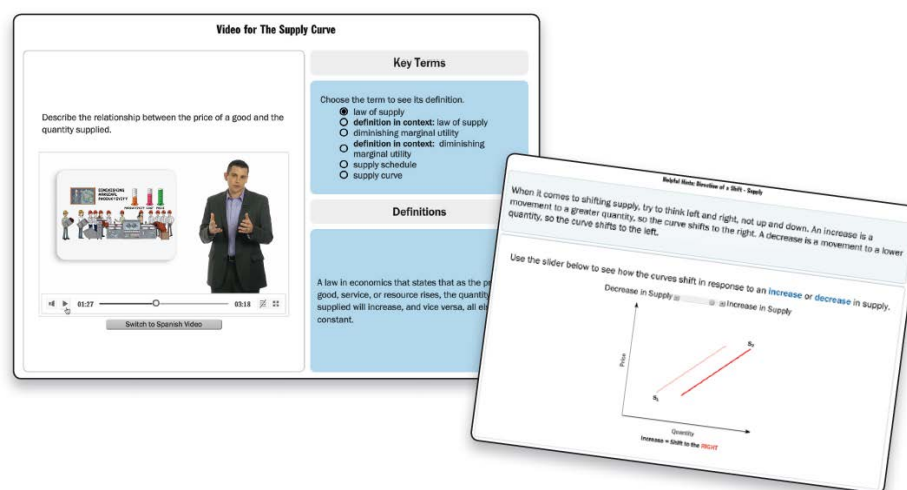 Video for The Supply Curve
Describe the relationship between the price of a good and the
quantity supplied.
DIMINISHING
MARGINAL
PRODUCTIVITY
01:27
03:18
Switch to Spanish Video
Key Terms
Choose the term to see its definition.
law of supply
definition in context: law of supply
diminishing marginal utility
definition in context: diminishing
marginal utility
supply schedule
supply curve
Definitions
A law in economics that states that as the pr
good, service, or resource rises, the quantity
supplied will increase, and vice versa, all el
constant.
Helpful Hints: Direction of a Shift - Supply
When it comes to shifting supply, try to think left and right, not up and down. An increase is a
movement to a greater quantity, so the curve shifts to the right. A decrease is a movement to a lower
quantity, so the curve shifts to the left.
Use the slider below to see how the curves shift in response to an increase or decrease in supply.
Decrease in Supply
Increase in Supply
Price
Quantity
Increase = Shift to the RIGHT